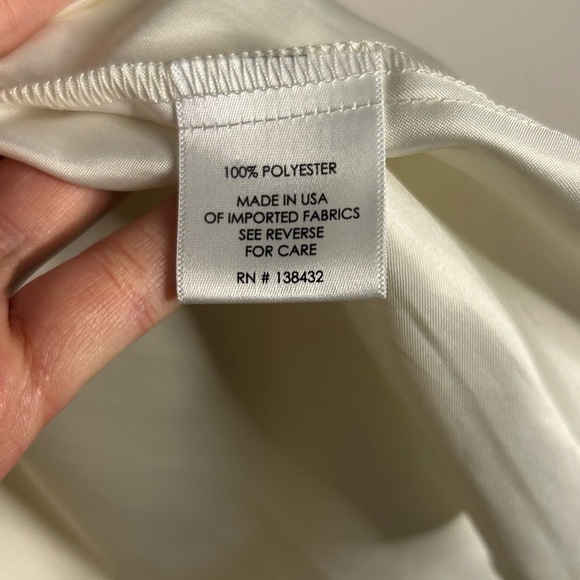 100% POLYESTER
MADE IN USA
OF IMPORTED FABRICS
SEE REVERSE
FOR CARE
RN # 138432